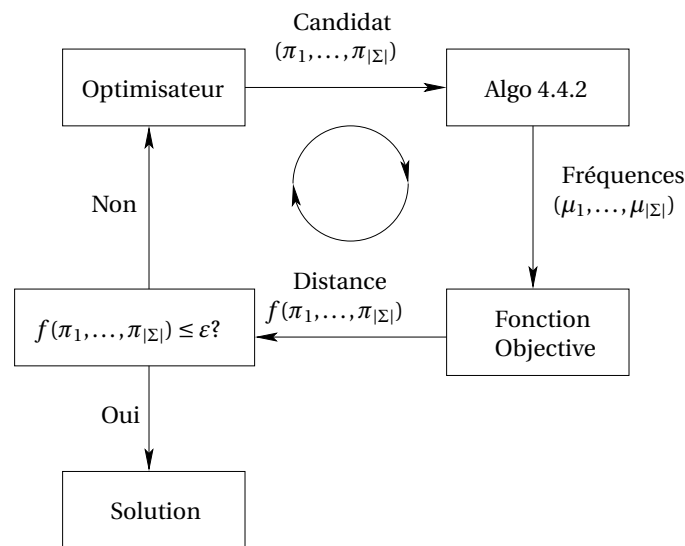 Candidat
(π₁,…,π|Σ|)
Optimisateur
Algo 4.4.2
Fréquences
(μ₁,…,μ|Σ|)
Non
Distance
f(π₁,…,π|Σ|)
f(π₁,…,π|Σ|) ≤ ε?
Fonction
Objective
Oui
Solution